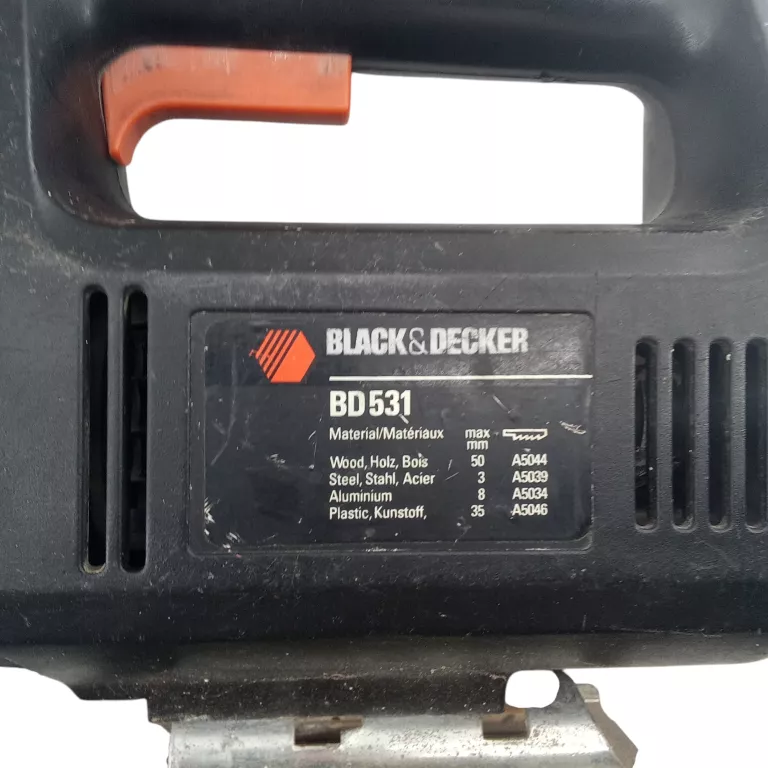 BLACK&DECKER
BD531
Material/Matériaux max mm
Wood, Holz, Bois 50 A5044
Steel, Stahl, Acier 3 A5039
Aluminium 8 A5034
Plastic, Kunstoff, 35 A5046